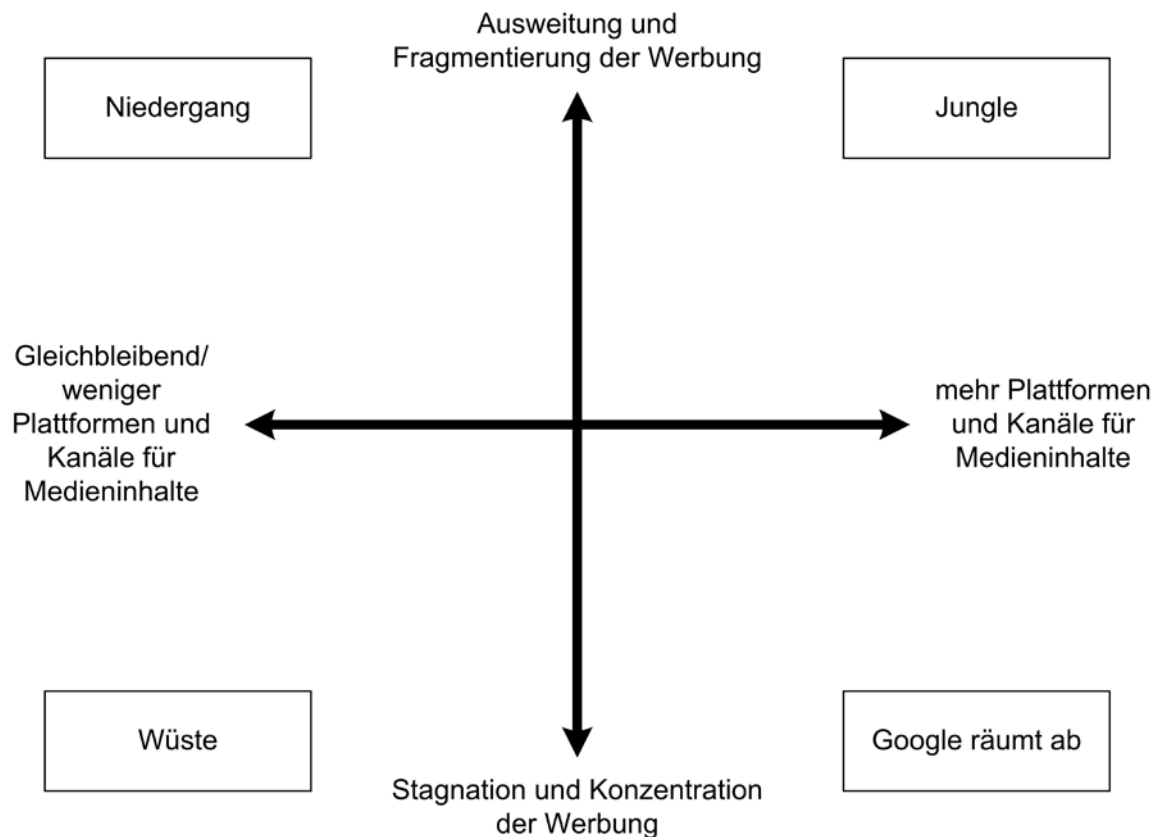 Ausweitung und
Fragmentierung der Werbung
Niedergang
Jungle
Gleichbleibend/
weniger
Plattformen und
Kanäle für
Medieninhalte
mehr Plattformen
und Kanäle für
Medieninhalte
Wüste
Google räumt ab
Stagnation und Konzentration
der Werbung